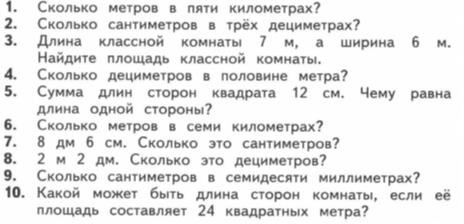 1. Сколько метров в пяти километрах?
2. Сколько сантиметров в трёх дециметрах?
3. Длина классной комнаты 7 м, а ширина 6 м.
Найдите площадь классной комнаты.
4. Сколько дециметров в половине метра?
5. Сумма длин сторон квадрата 12 см. Чему равна
длина одной стороны?
6. Сколько метров в семи километрах?
7. 8 дм 6 см. Сколько это сантиметров?
8. 2 м 2 дм. Сколько это дециметров?
9. Сколько сантиметров в семидесяти миллиметрах?
10. Какой может быть длина сторон комнаты, если её
площадь составляет 24 квадратных метра?